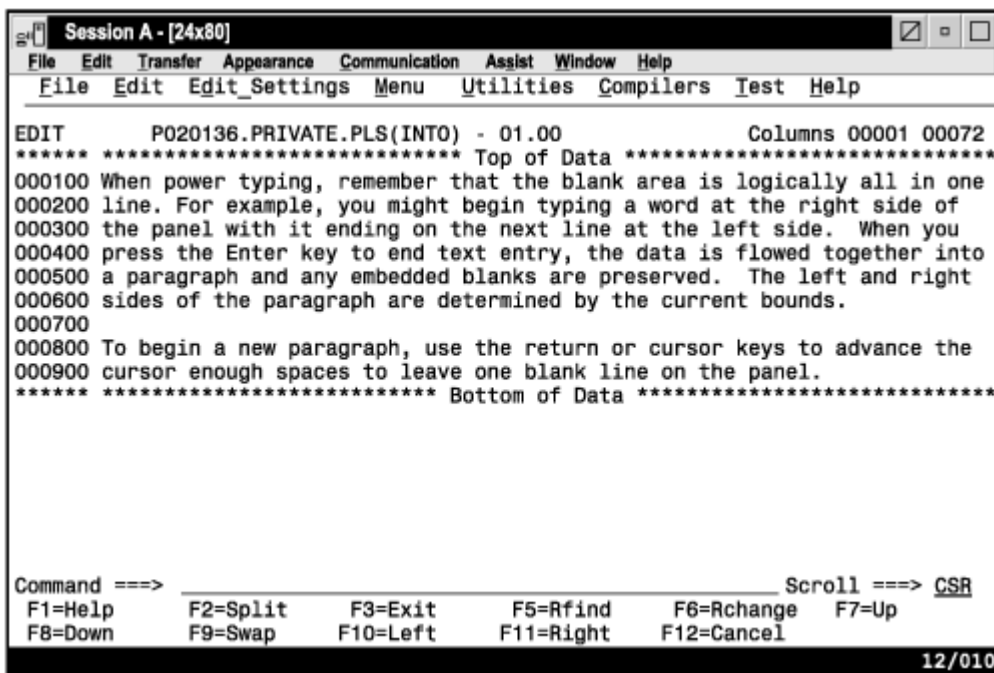 Session A - [24x80]
File Edit Transfer Appearance Communication Assist Window Help
File Edit Edit_Settings Menu Utilities Compilers Test Help
EDIT P020136.PRIVATE.PLS(INTO) - 01.00 Columns 00001 00072
****** ***************************** Top of Data ******************************
000100 When power typing, remember that the blank area is logically all in one
000200 line. For example, you might begin typing a word at the right side of
000300 the panel with it ending on the next line at the left side.  When you
000400 press the Enter key to end text entry, the data is flowed together into
000500 a paragraph and any embedded blanks are preserved.  The left and right
000600 sides of the paragraph are determined by the current bounds.
000700
000800 To begin a new paragraph, use the return or cursor keys to advance the
000900 cursor enough spaces to leave one blank line on the panel.
****** *************************** Bottom of Data *****************************
Command ===> Scroll ===> CSR
F1=Help F2=Split F3=Exit F5=Rfind F6=Rchange F7=Up
F8=Down F9=Swap F10=Left F11=Right F12=Cancel
12/010